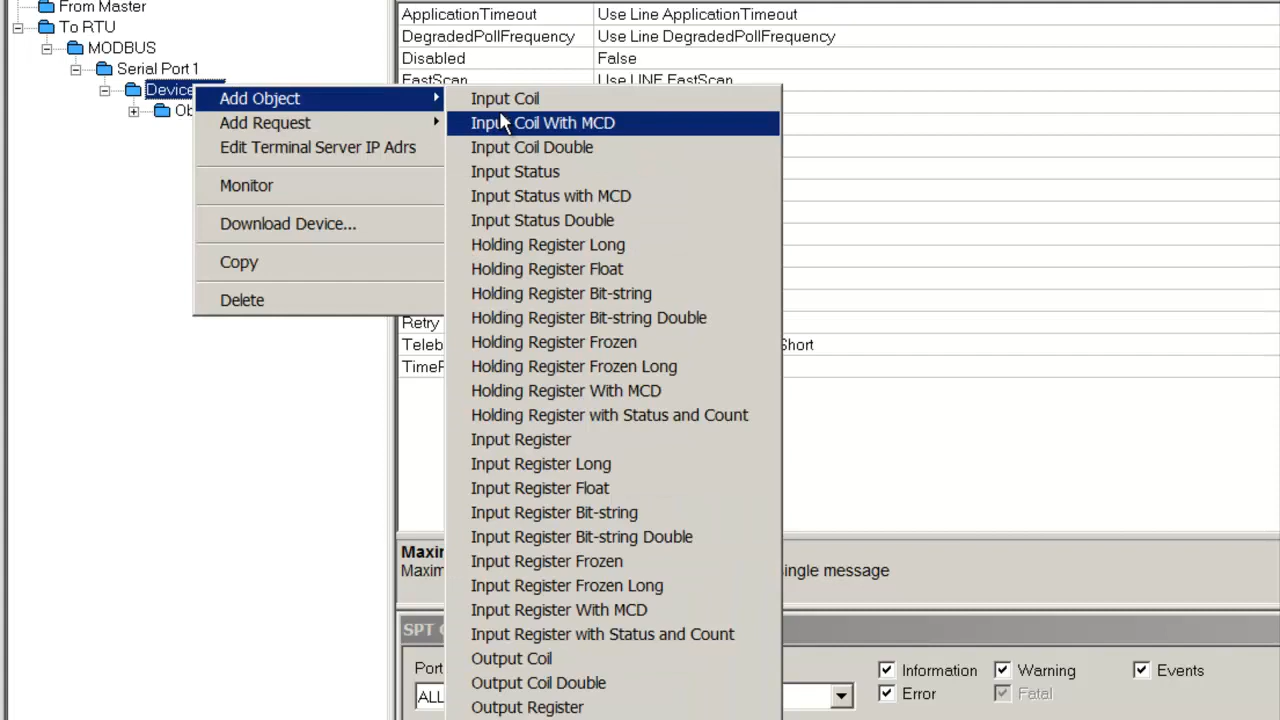 From Master
To RTU
MODBUS
Serial Port 1
Device
Ob
ApplicationTimeout Use Line ApplicationTimeout
DegradedPollFrequency Use Line DegradedPollFrequency
Disabled False
FastScan Use LINE FastScan
Retry
Teleb Short
TimeP
Add Object
Add Request
Edit Terminal Server IP Adrs
Monitor
Download Device...
Copy
Delete
Input Coil
Input Coil With MCD
Input Coil Double
Input Status
Input Status with MCD
Input Status Double
Holding Register Long
Holding Register Float
Holding Register Bit-string
Holding Register Bit-string Double
Holding Register Frozen
Holding Register Frozen Long
Holding Register With MCD
Holding Register with Status and Count
Input Register
Input Register Long
Input Register Float
Input Register Bit-string
Input Register Bit-string Double
Input Register Frozen
Input Register Frozen Long
Input Register With MCD
Input Register with Status and Count
Output Coil
Output Coil Double
Output Register
Maxim
Maxim ingle message
SPT
Port
ALL
Information Warning Events
Error Fatal